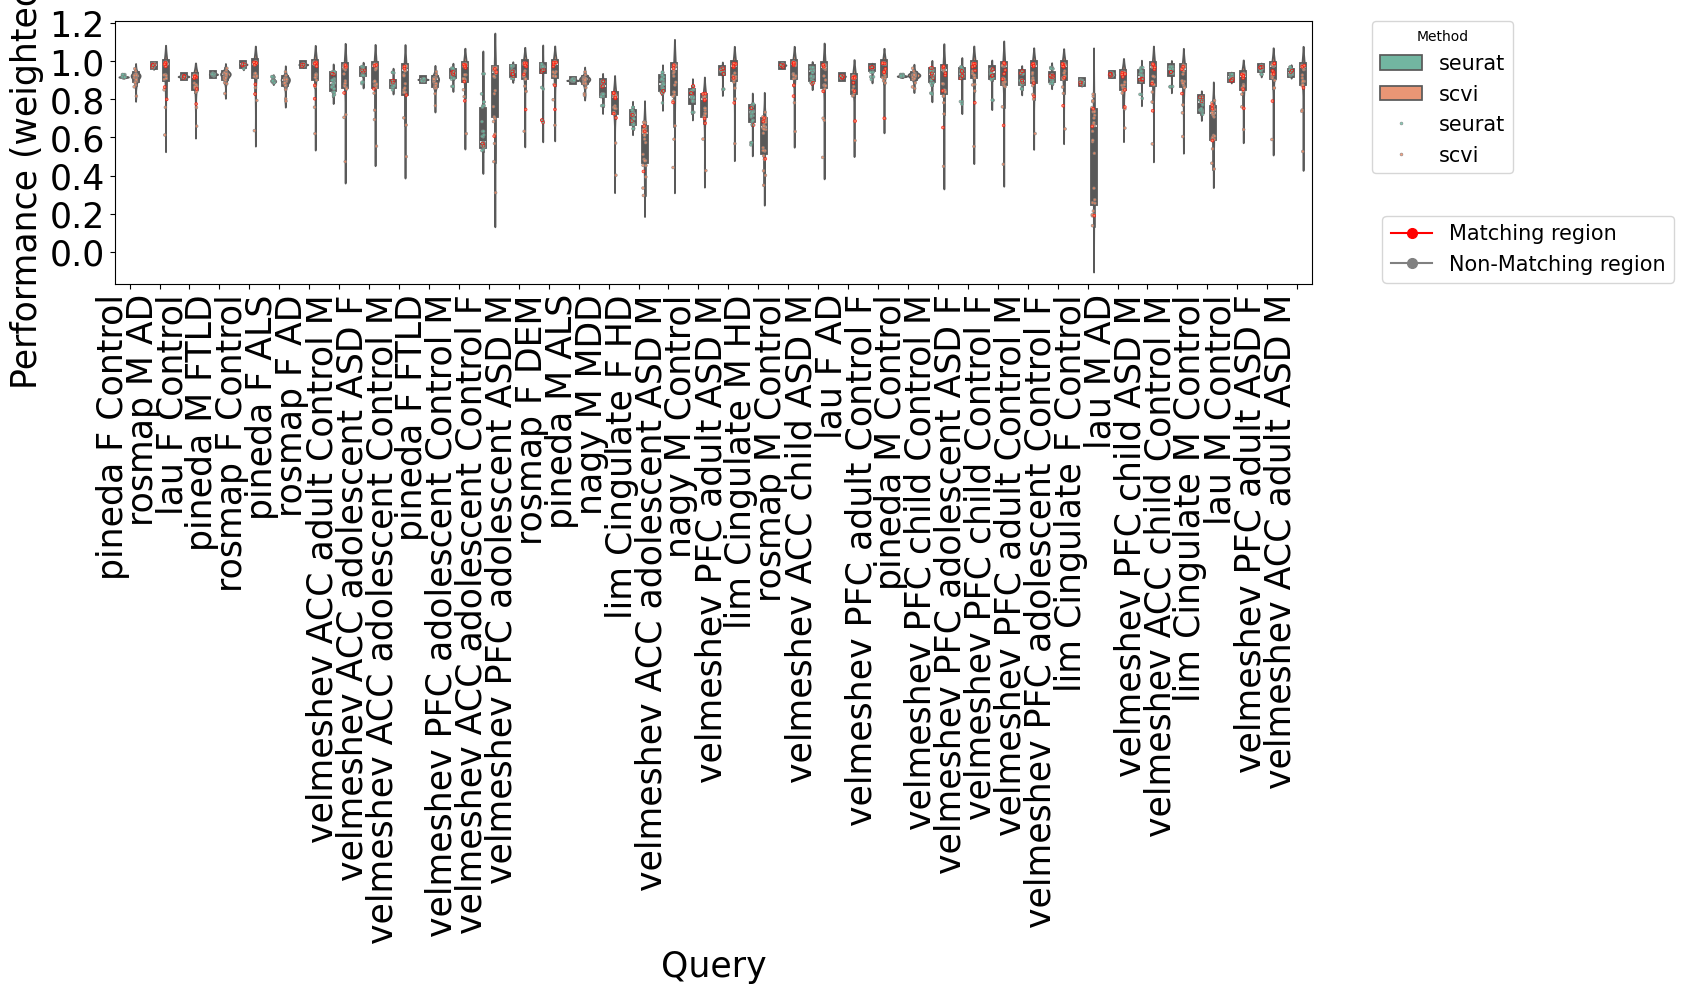 Performance (weighted
1.2
1.0
0.8
0.6
0.4
0.2
0.0
Method
seurat
scvi
seurat
scvi
Matching region
Non-Matching region
pineda F Control
rosmap M AD
lau F Control
pineda M FTLD
rosmap F Control
pineda F ALS
rosmap F AD
velmeshev ACC adult Control M
velmeshev ACC adolescent ASD F
velmeshev ACC adolescent Control M
pineda F FTLD
velmeshev PFC adolescent Control M
velmeshev ACC adolescent Control F
velmeshev PFC adolescent ASD M
rosmap F DEM
pineda M ALS
nagy M MDD
lim Cingulate F HD
velmeshev ACC adolescent ASD M
nagy M Control
velmeshev PFC adult ASD M
lim Cingulate M HD
rosmap M Control
velmeshev ACC child ASD M
lau F AD
velmeshev PFC adult Control F
pineda M Control
velmeshev PFC child Control M
velmeshev PFC adolescent ASD F
velmeshev PFC child Control F
velmeshev PFC adult Control M
velmeshev PFC adolescent Control F
lim Cingulate F Control
lau M AD
velmeshev PFC child ASD M
velmeshev ACC child Control M
lim Cingulate M Control
lau M Control
velmeshev PFC adult ASD F
velmeshev ACC adult ASD M
Query